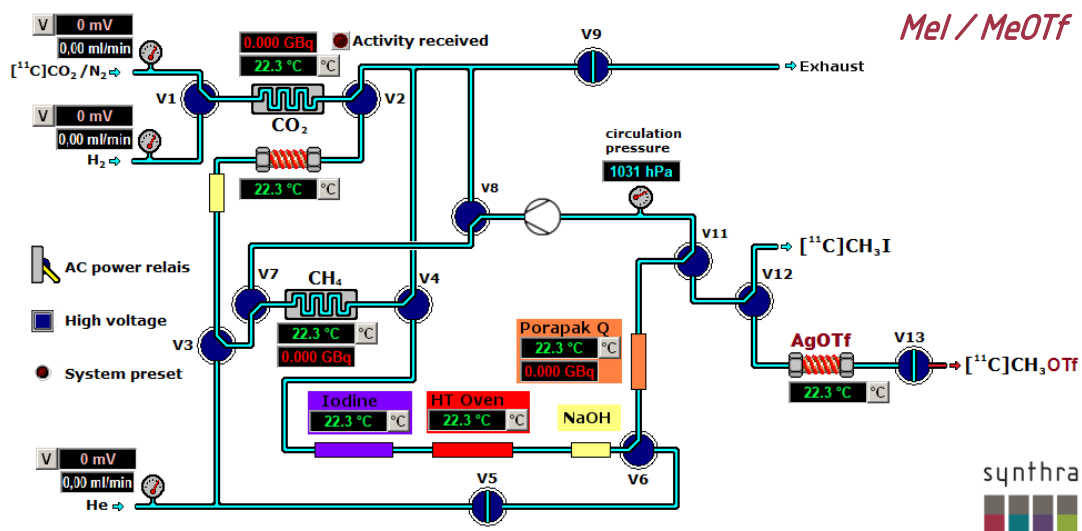 MeI / MeOTf
V 0 mV
0,00 ml/min
[¹¹C]CO₂/N₂
0.000 GBq
Activity received
22.3 °C °C
V9
Exhaust
V1
V2
CO₂
V 0 mV
0,00 ml/min
H₂
22.3 °C °C
circulation
pressure
1031 hPa
V8
V11
[¹¹C]CH₃I
AC power relais
V7
CH₄
V4
V12
High voltage
V3
22.3 °C °C
0.000 GBq
Porapak Q
22.3 °C °C
0.000 GBq
AgOTf
V13
[¹¹C]CH₃OTf
System preset
22.3 °C °C
Iodine
22.3 °C °C
HT Oven
22.3 °C °C
NaOH
V 0 mV
0,00 ml/min
He
V5
V6
synthra